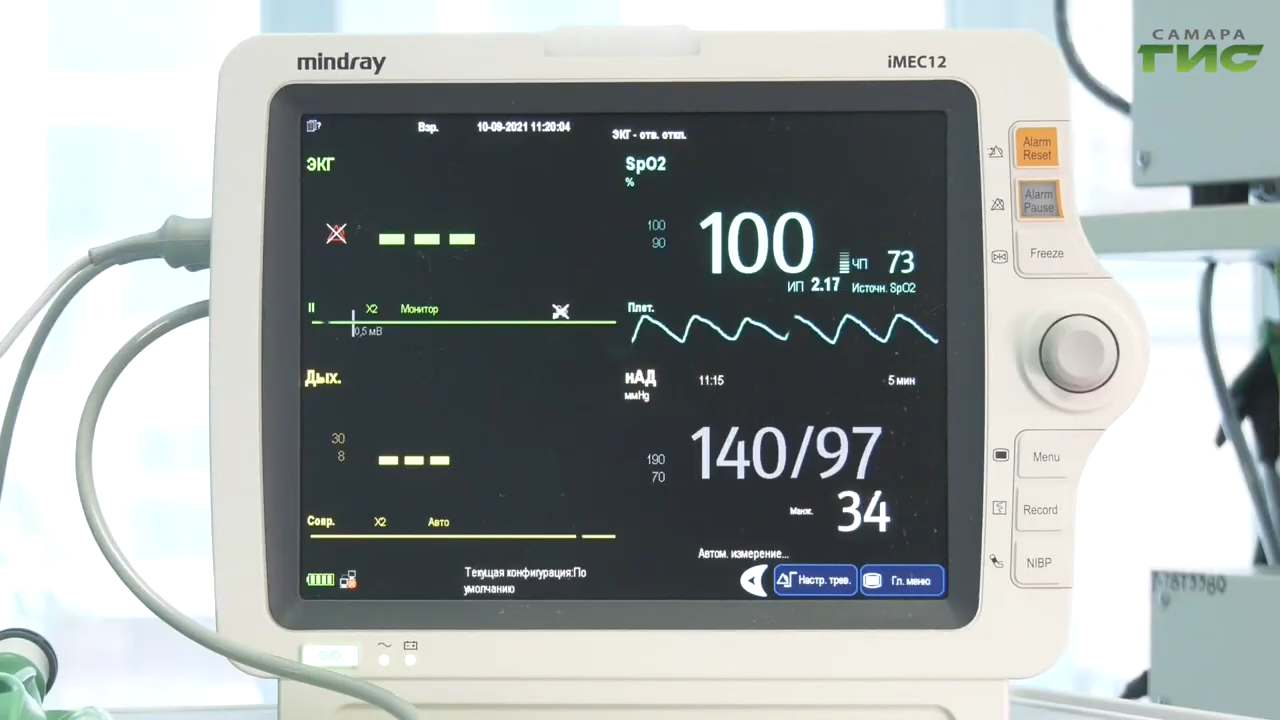 САМАРА
ГИС
mindray
iMEC12
Взр.
10-09-2021 11:20:04
ЭКГ - отв. откл.
ЭКГ
SpO2
%
100
90
100
ЧП
73
ИП 2.17 Источн. SpO2
II
X2
Монитор
0,5 мВ
Плет.
Дых.
нАД
11:15
5 мин
ммHg
30
8
190
70
140/97
Манж.
34
Совр.
X2
Авто
Автом. измерение...
Текущая конфигурация:По
умолчанию
Настр. трев.
Гл. меню
Alarm
Reset
Alarm
Pause
Freeze
Menu
Record
NIBP